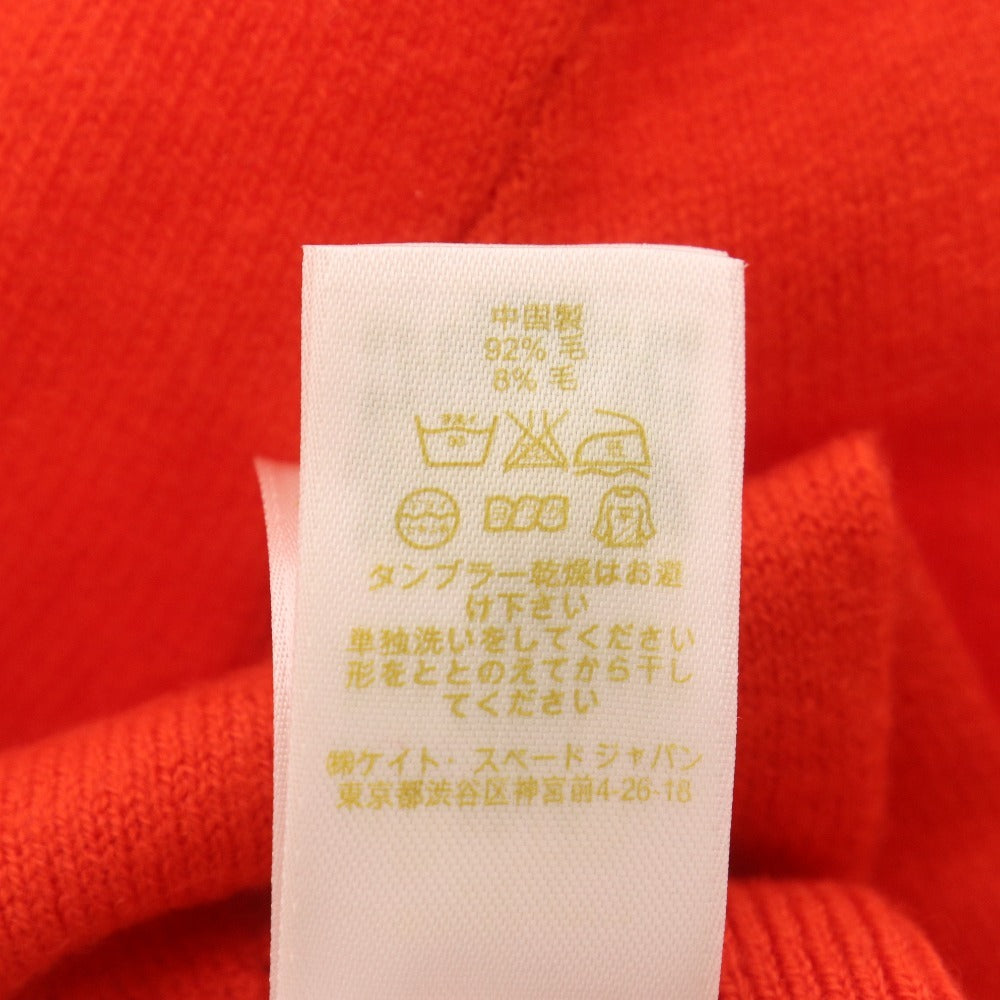 中国製
92% 毛
8% 毛
タンブラー乾燥はお避
け下さい
単独洗いをしてください
形をととのえてから干し
てください
㈱ケイト・スペード ジャパン
東京都渋谷区神宮前4-26-18